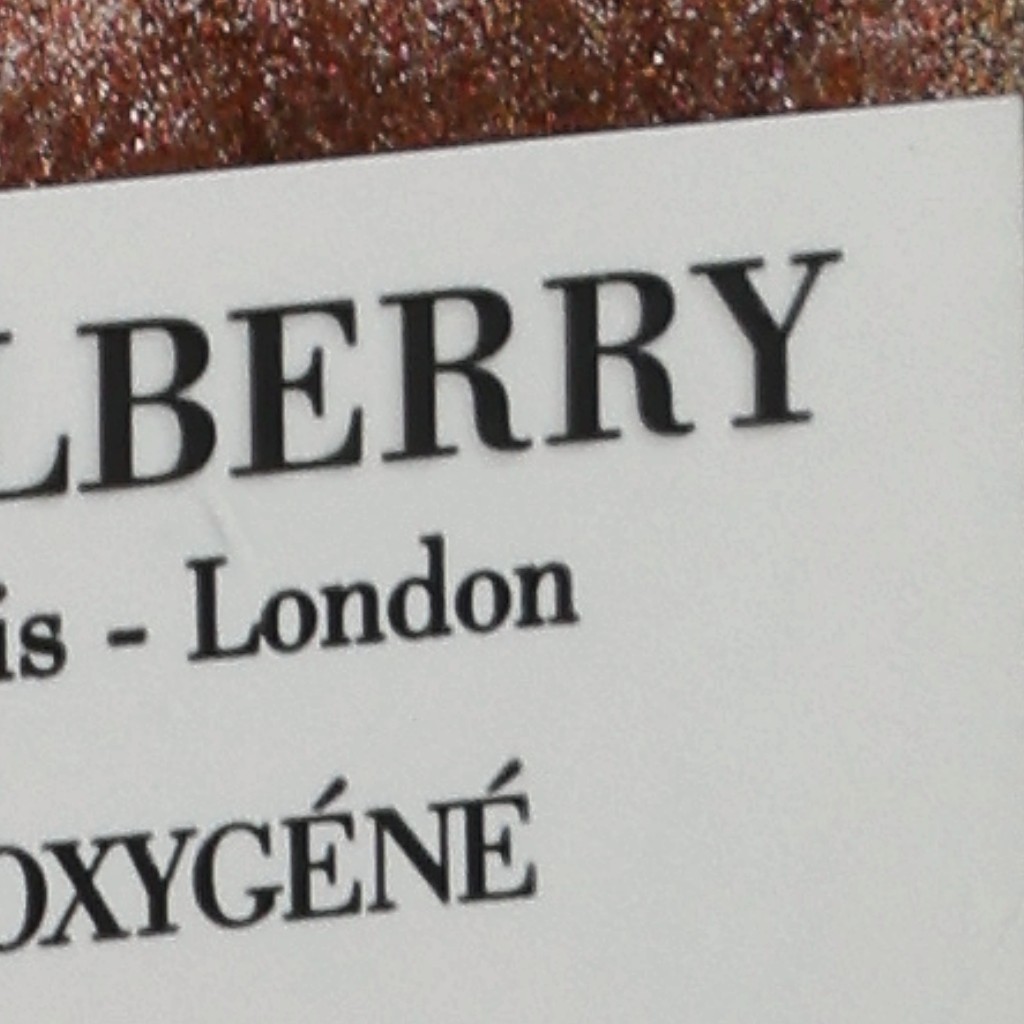 LBERRY
is - London
OXYGÉNÉ